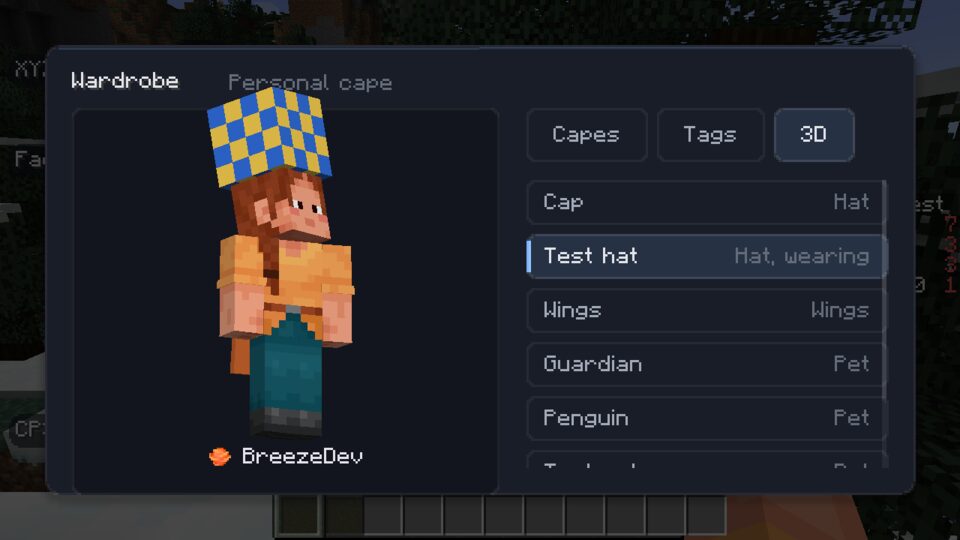 Wardrobe
Personal cape
Capes
Tags
3D
Cap
Hat
Test hat
Hat, wearing
Wings
Wings
Guardian
Pet
Penguin
Pet
BreezeDev